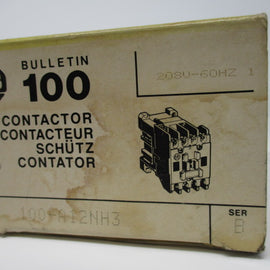 BULLETIN
100
CONTACTOR
CONTACTEUR
SCHÜTZ
CONTATOR
208V-60HZ 1
100-A12NH3
SER
B